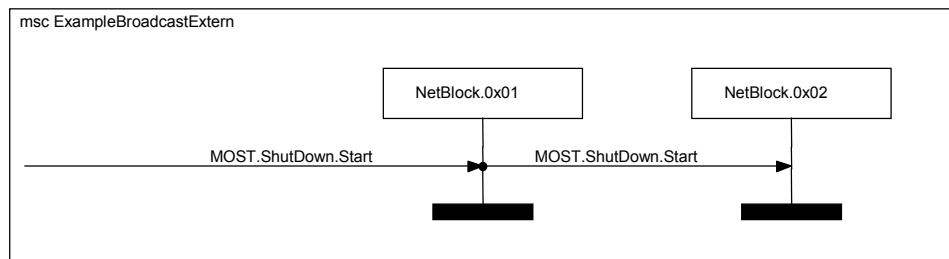 msc ExampleBroadcastExtern
NetBlock.0x01
NetBlock.0x02
MOST.ShutDown.Start
MOST.ShutDown.Start